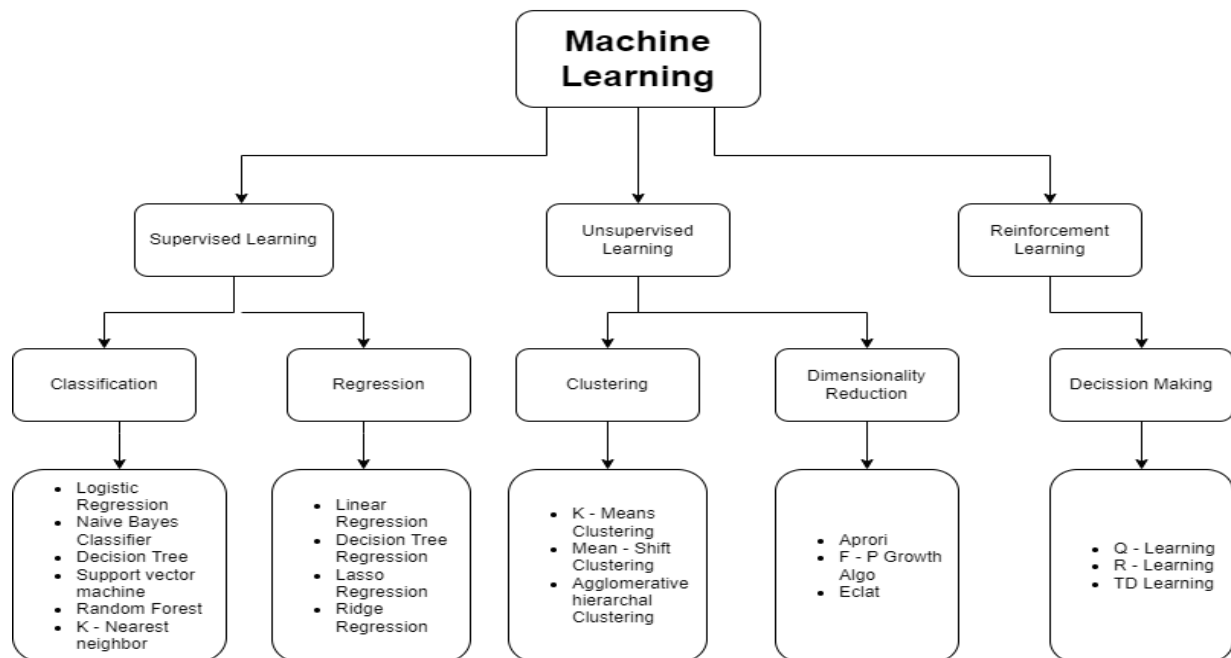 Machine
Learning
Supervised Learning
Unsupervised
Learning
Reinforcement
Learning
Classification
Regression
Clustering
Dimensionality
Reduction
Decission Making
• Logistic
Regression
• Naive Bayes
Classifier
• Decision Tree
• Support vector
machine
• Random Forest
• K - Nearest
neighbor
• Linear
Regression
• Decision Tree
Regression
• Lasso
Regression
• Ridge
Regression
• K - Means
Clustering
• Mean - Shift
Clustering
• Agglomerative
hierarchal
Clustering
• Aprori
• F - P Growth
Algo
• Eclat
• Q - Learning
• R - Learning
• TD Learning